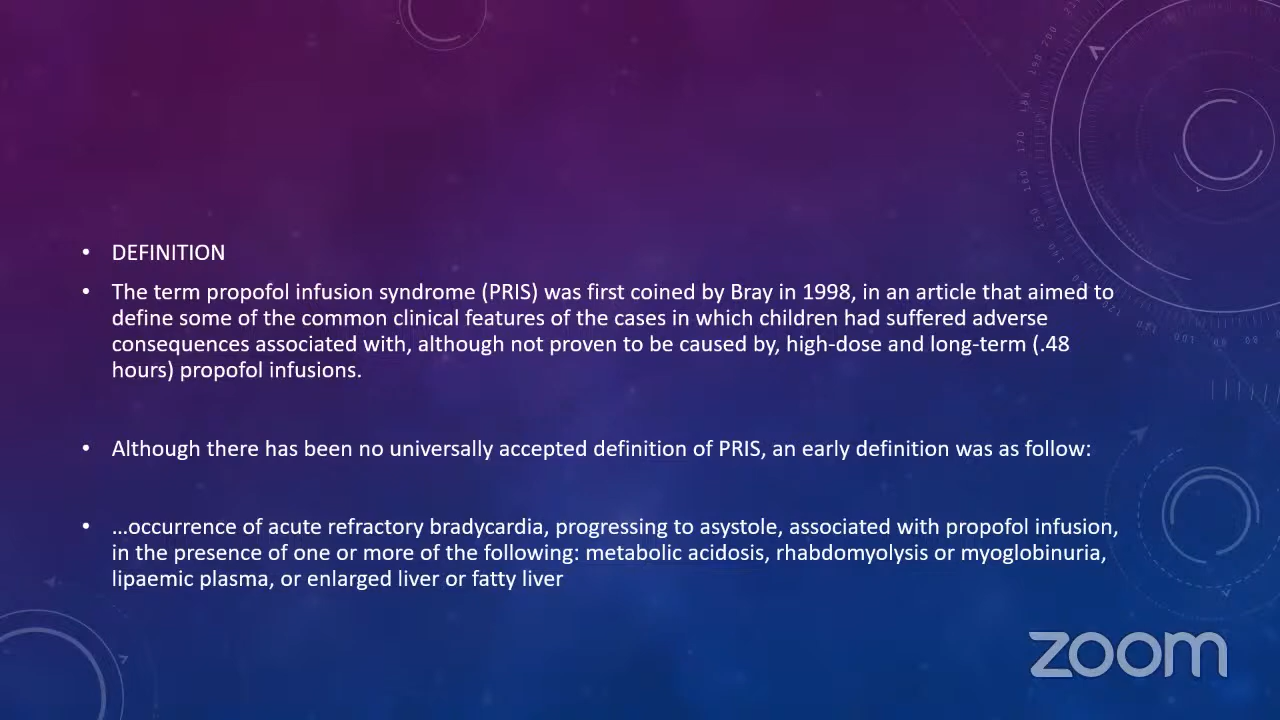 • DEFINITION
• The term propofol infusion syndrome (PRIS) was first coined by Bray in 1998, in an article that aimed to
define some of the common clinical features of the cases in which children had suffered adverse
consequences associated with, although not proven to be caused by, high-dose and long-term (.48
hours) propofol infusions.
• Although there has been no universally accepted definition of PRIS, an early definition was as follow:
• …occurrence of acute refractory bradycardia, progressing to asystole, associated with propofol infusion,
in the presence of one or more of the following: metabolic acidosis, rhabdomyolysis or myoglobinuria,
lipaemic plasma, or enlarged liver or fatty liver
zoom